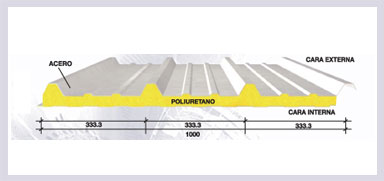 CARA EXTERNA
ACERO
POLIURETANO
CARA INTERNA
333.3 333.3 333.3
1000